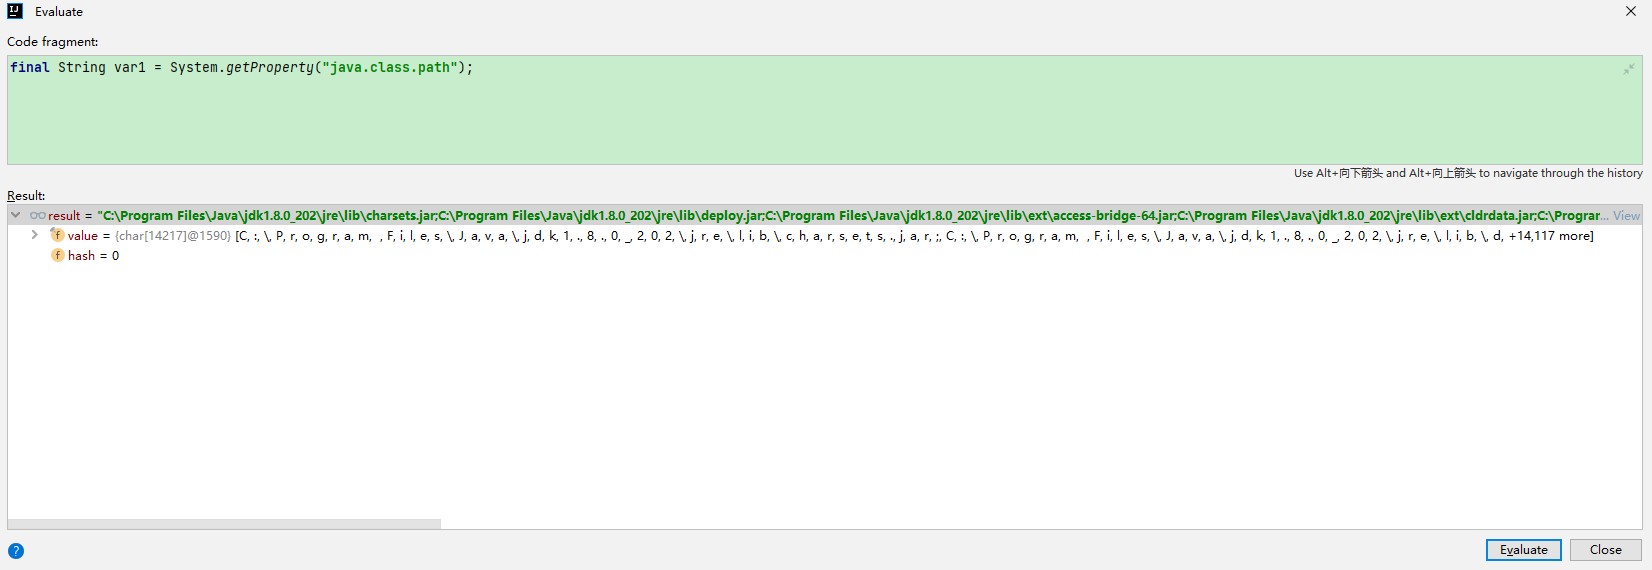 Evaluate
Code fragment:
final String var1 = System.getProperty("java.class.path");
Use Alt+向下箭头 and Alt+向上箭头 to navigate through the history
Result:
result = "C:\Program Files\Java\jdk1.8.0_202\jre\lib\charsets.jar;C:\Program Files\Java\jdk1.8.0_202\jre\lib\deploy.jar;C:\Program Files\Java\jdk1.8.0_202\jre\lib\ext\access-bridge-64.jar;C:\Program Files\Java\jdk1.8.0_202\jre\lib\ext\cldrdata.jar;C:\Prograr... View
value = {char[14217]@1590} [C, :, \, P, r, o, g, r, a, m,  , F, i, l, e, s, \, J, a, v, a, \, j, d, k, 1, ., 8, ., 0, _, 2, 0, 2, \, j, r, e, \, l, i, b, \, c, h, a, r, s, e, t, s, ., j, a, r, ;, C, :, \, P, r, o, g, r, a, m,  , F, i, l, e, s, \, J, a, v, a, \, j, d, k, 1, ., 8, ., 0, _, 2, 0, 2, \, j, r, e, \, l, i, b, \, d, +14,117 more]
hash = 0
Evaluate
Close